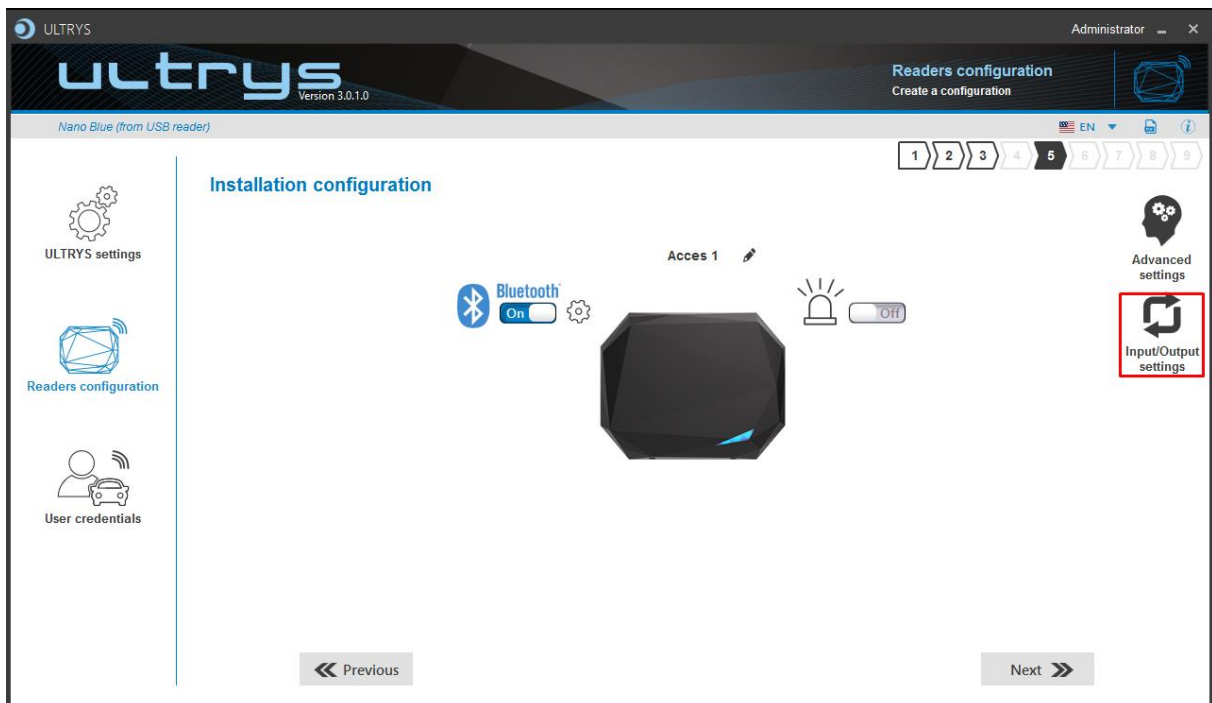 ULTRYS
Administrator
ultrys
Version 3.0.1.0
Readers configuration
Create a configuration
Nano Blue (from USB reader)
EN
1 2 3 4 5 6 7 8 9
Installation configuration
ULTRYS settings
Readers configuration
User credentials
Acces 1
Bluetooth
On
Off
Advanced
settings
Input/Output
settings
Previous
Next